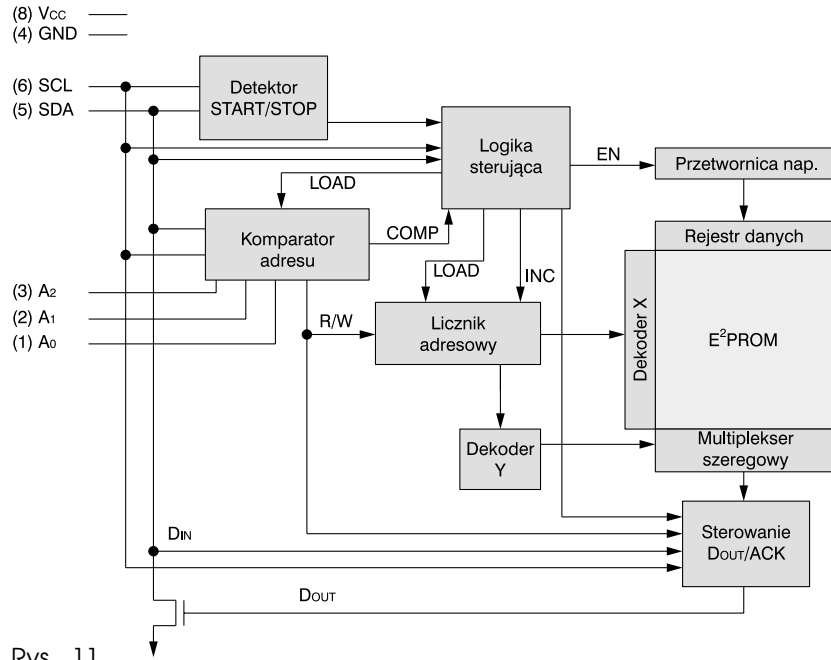 (8) Vcc
(4) GND
(6) SCL
(5) SDA
Detektor
START/STOP
Logika
sterująca
EN
Przetwornica nap.
LOAD
Komparator
adresu
COMP
Rejestr danych
LOAD
INC
(3) A2
(2) A1
(1) A0
R/W
Licznik
adresowy
Dekoder X
E²PROM
Dekoder
Y
Multiplekser
szeregowy
DIN
Sterowanie
DOUT/ACK
DOUT
Rys. 11